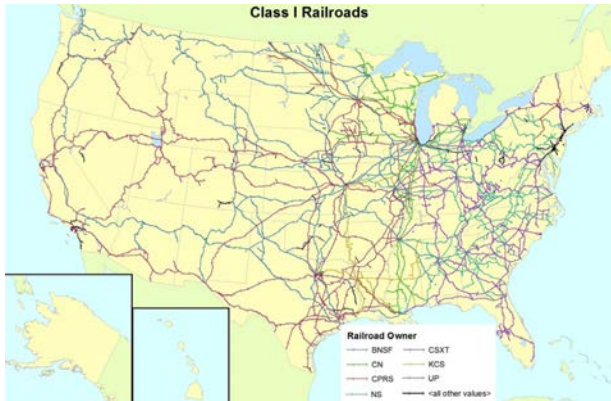 Class I Railroads
Railroad Owner
BNSF CSXT
CN KCS
CPRS UP
NS <all other values>